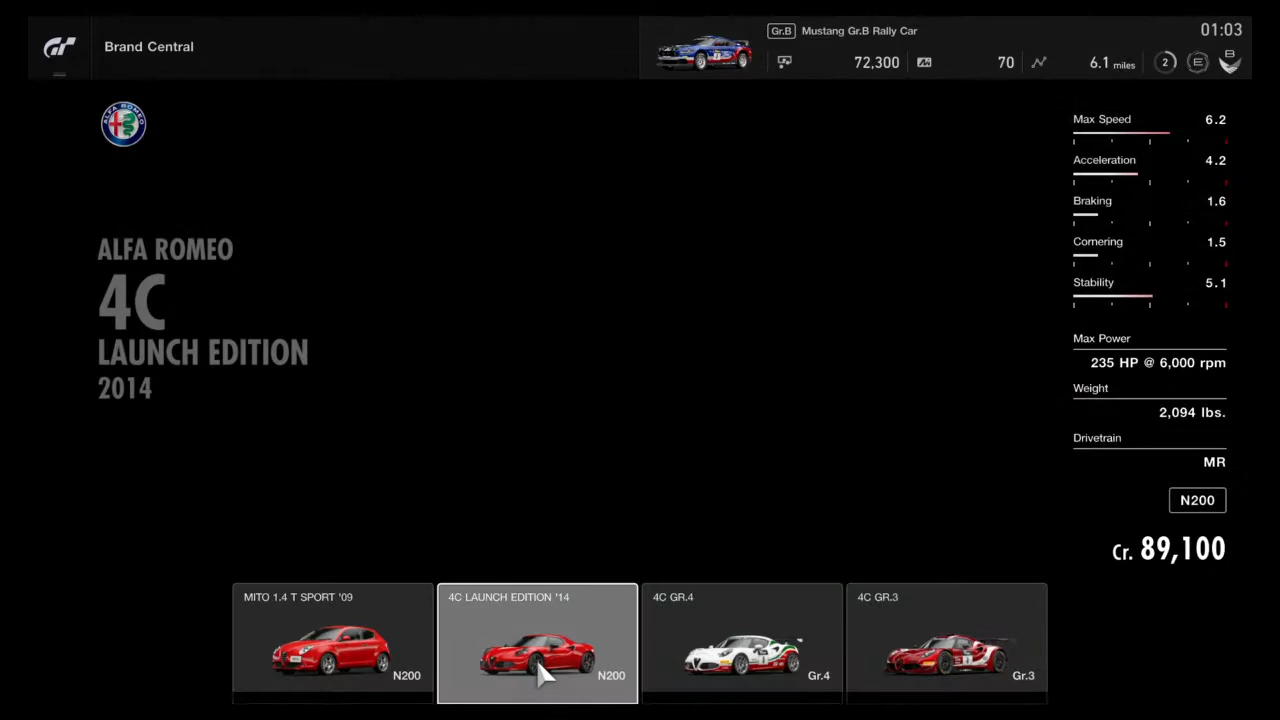 Brand Central
Gr.B Mustang Gr.B Rally Car
01:03
72,300
70
6.1 miles
2
E
B
ALFA ROMEO
ALFA ROMEO
4C
LAUNCH EDITION
2014
Max Speed 6.2
Acceleration 4.2
Braking 1.6
Cornering 1.5
Stability 5.1
Max Power
235 HP @ 6,000 rpm
Weight
2,094 lbs.
Drivetrain
MR
N200
Cr. 89,100
MITO 1.4 T SPORT '09
N200
4C LAUNCH EDITION '14
N200
4C GR.4
Gr.4
4C GR.3
Gr.3